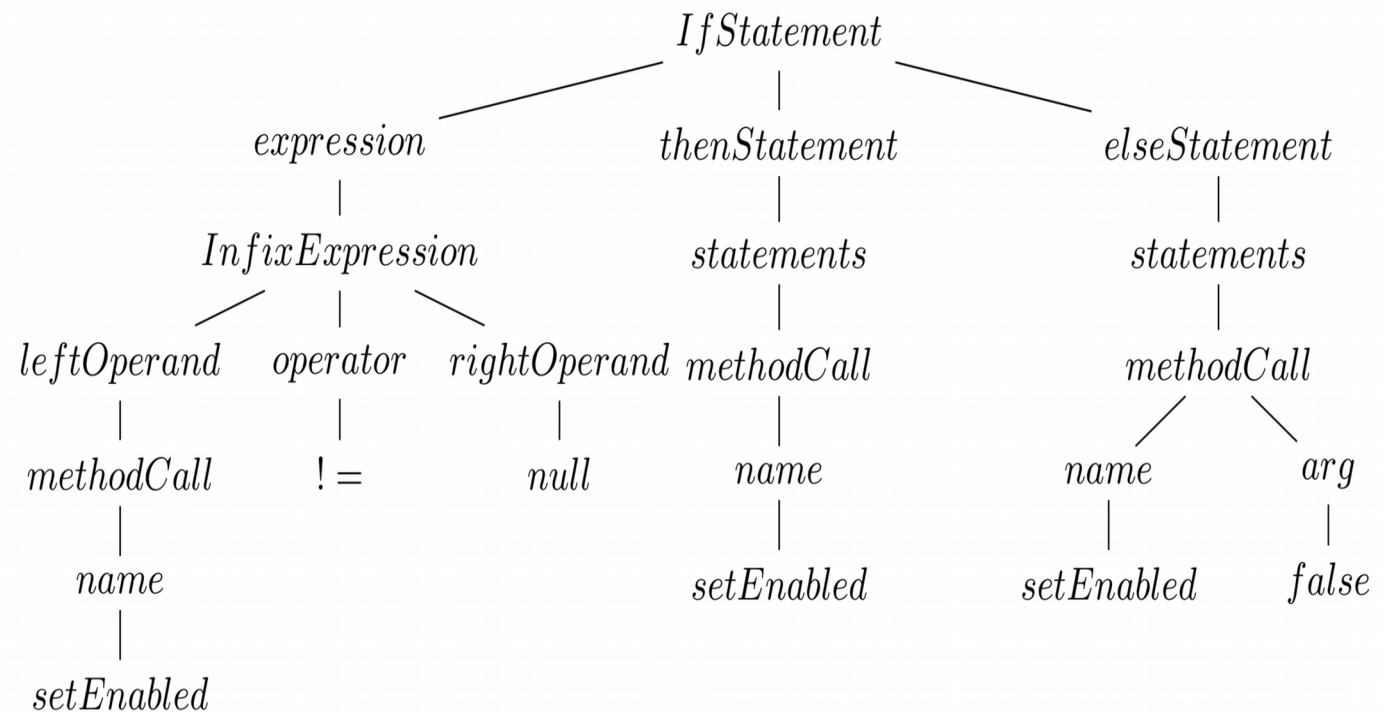 IfStatement
expression thenStatement elseStatement
InfixExpression statements statements
leftOperand operator rightOperand methodCall methodCall
methodCall != null name name arg
name setEnabled setEnabled false
setEnabled